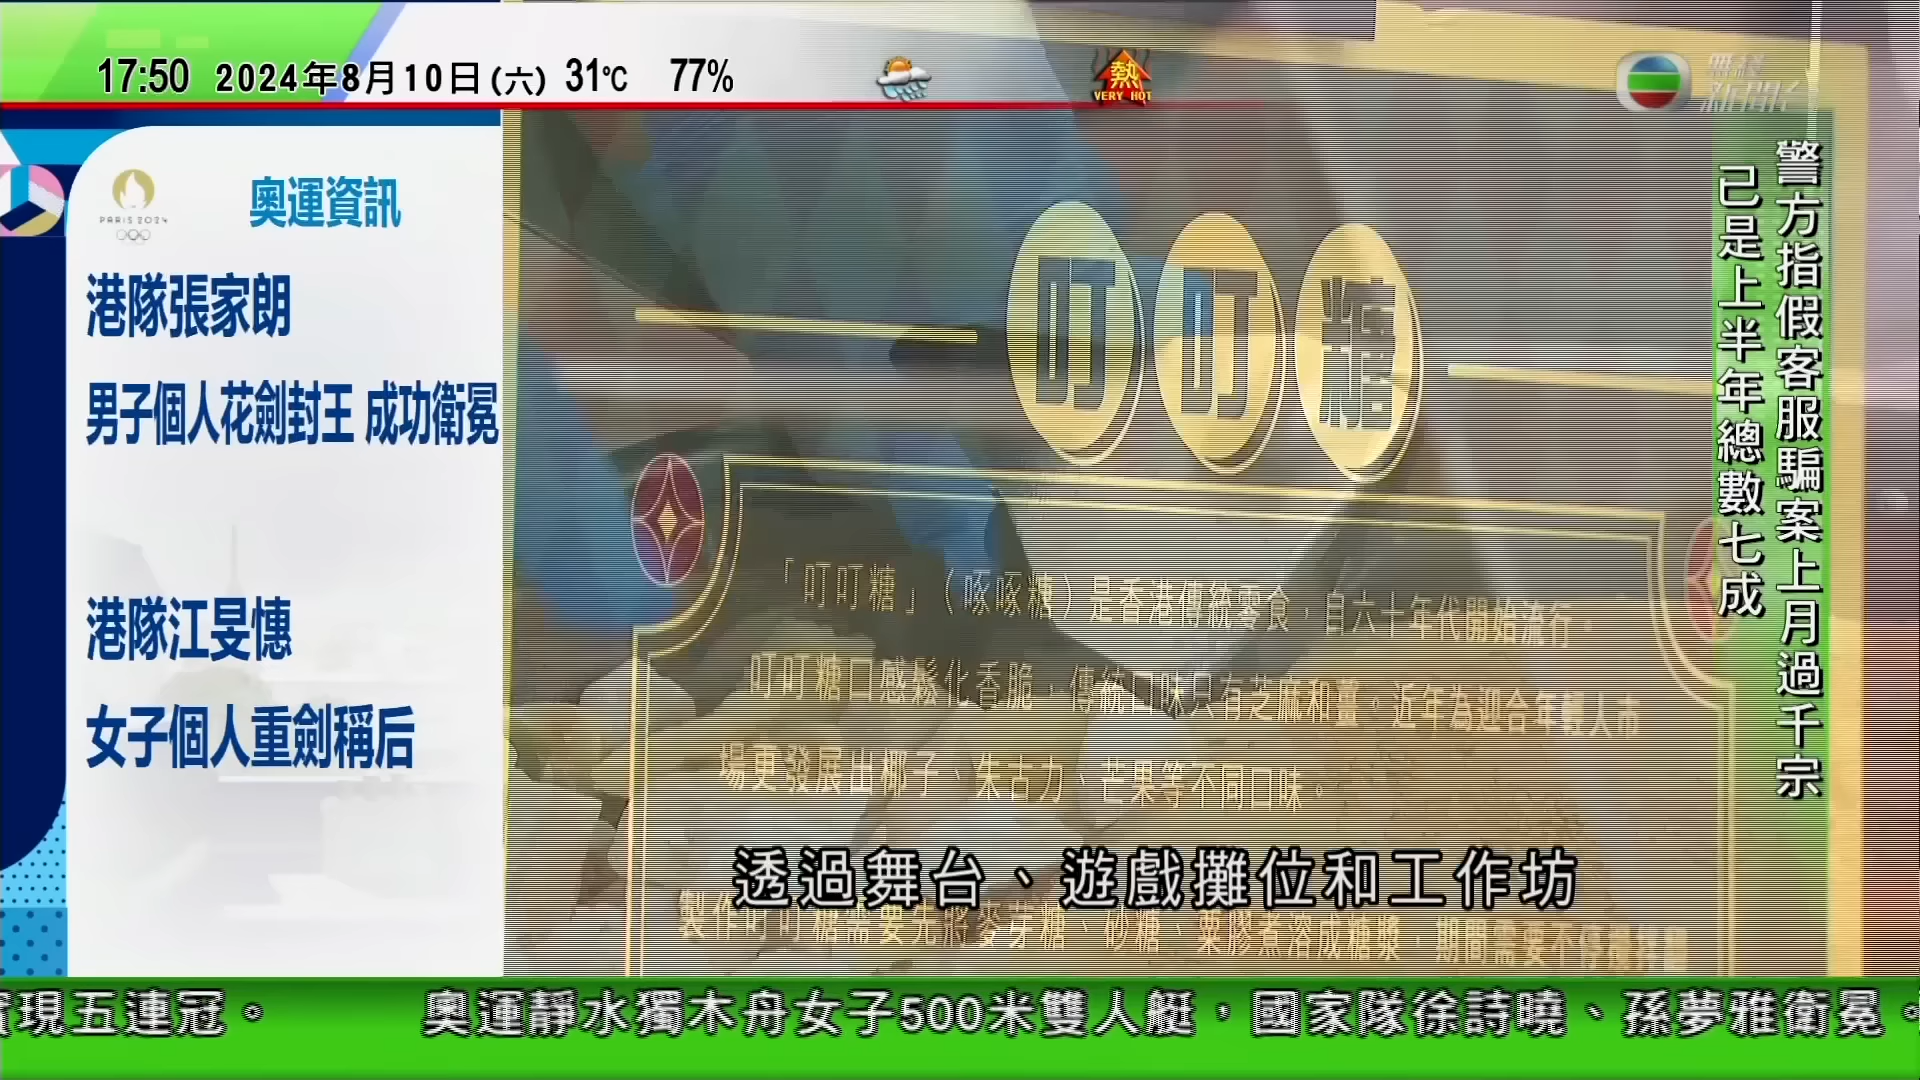 17:50 2024年8月10日(六) 31℃ 77%
熱
VERY HOT
無綫
新聞台
PARIS 2024
奧運資訊
港隊張家朗
男子個人花劍封王 成功衛冕
港隊江旻憓
女子個人重劍稱后
警方指假客服騙案上月過千宗
已是上半年總數七成
叮叮糖
「叮叮糖」（啄啄糖）是香港傳統零食，自六十年代開始流行。
叮叮糖口感鬆化香脆，傳統口味只有芝麻和薑。近年為迎合年輕人市
場更發展出椰子、朱古力、芒果等不同口味。
透過舞台、遊戲攤位和工作坊
製作叮叮糖需要先將麥芽糖、砂糖、粟膠煮溶成糖漿，期間需要不停
實現五連冠。 奧運靜水獨木舟女子500米雙人艇，國家隊徐詩曉、孫夢雅衛冕。